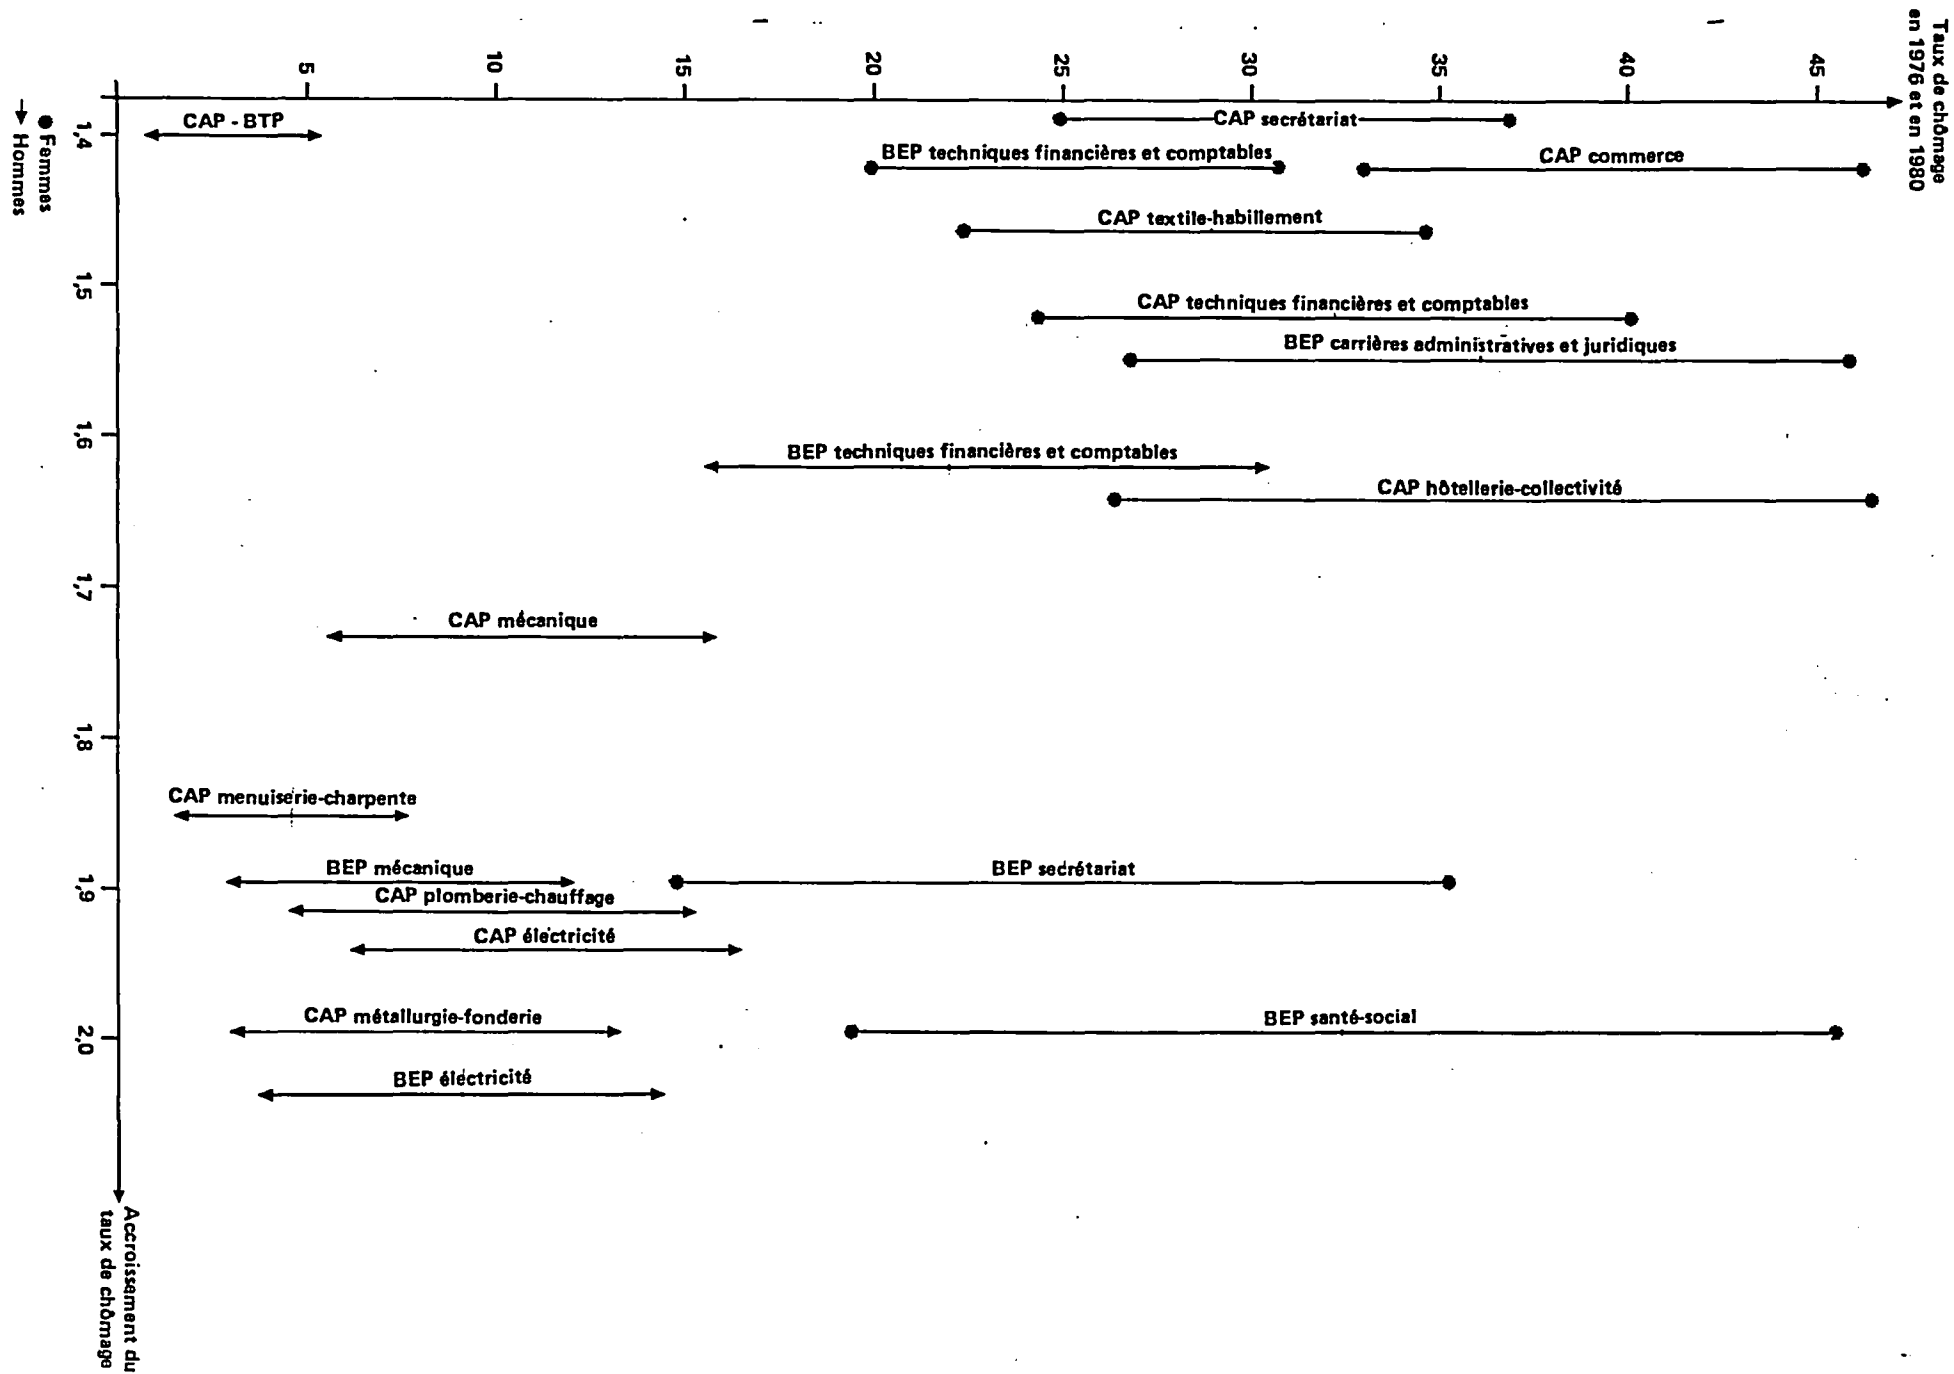 Taux de chômage
en 1976 et en 1980
5
10
15
20
25
30
35
40
45
● Femmes
→ Hommes
1,4
1,5
1,6
1,7
1,8
1,9
2,0
CAP - BTP
CAP secrétariat
BEP techniques financières et comptables
CAP commerce
CAP textile-habillement
CAP techniques financières et comptables
BEP carrières administratives et juridiques
BEP techniques financières et comptables
CAP hôtellerie-collectivité
CAP mécanique
CAP menuiserie-charpente
BEP mécanique
BEP secrétariat
CAP plomberie-chauffage
CAP électricité
CAP métallurgie-fonderie
BEP santé-social
BEP électricité
Accroissement du
taux de chômage